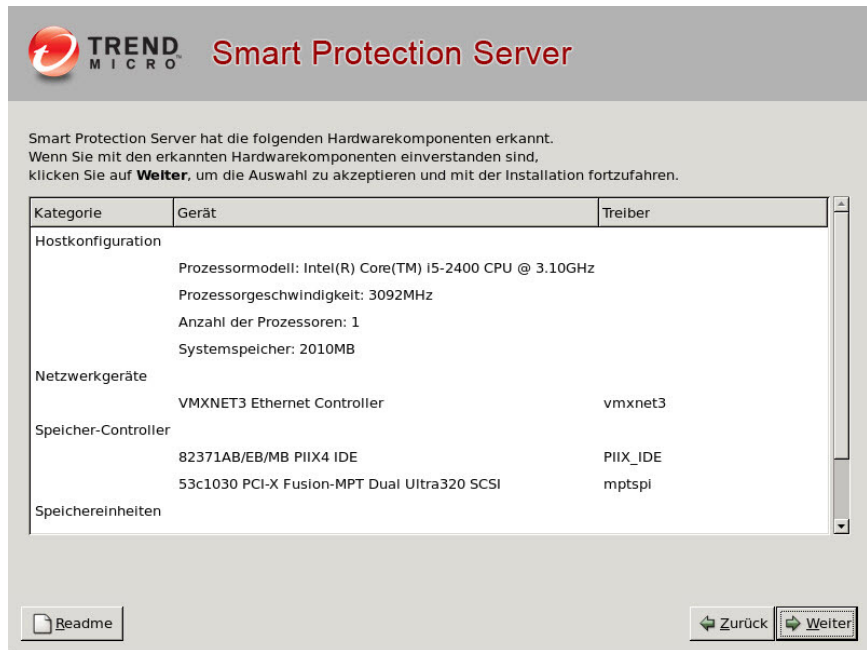 TREND MICRO™ Smart Protection Server
Smart Protection Server hat die folgenden Hardwarekomponenten erkannt.
Wenn Sie mit den erkannten Hardwarekomponenten einverstanden sind,
klicken Sie auf Weiter, um die Auswahl zu akzeptieren und mit der Installation fortzufahren.
Kategorie Gerät Treiber
Hostkonfiguration
Prozessormodell: Intel(R) Core(TM) i5-2400 CPU @ 3.10GHz
Prozessorgeschwindigkeit: 3092MHz
Anzahl der Prozessoren: 1
Systemspeicher: 2010MB
Netzwerkgeräte
VMXNET3 Ethernet Controller vmxnet3
Speicher-Controller
82371AB/EB/MB PIIX4 IDE PIIX_IDE
53c1030 PCI-X Fusion-MPT Dual Ultra320 SCSI mptspi
Speichereinheiten
Readme Zurück Weiter